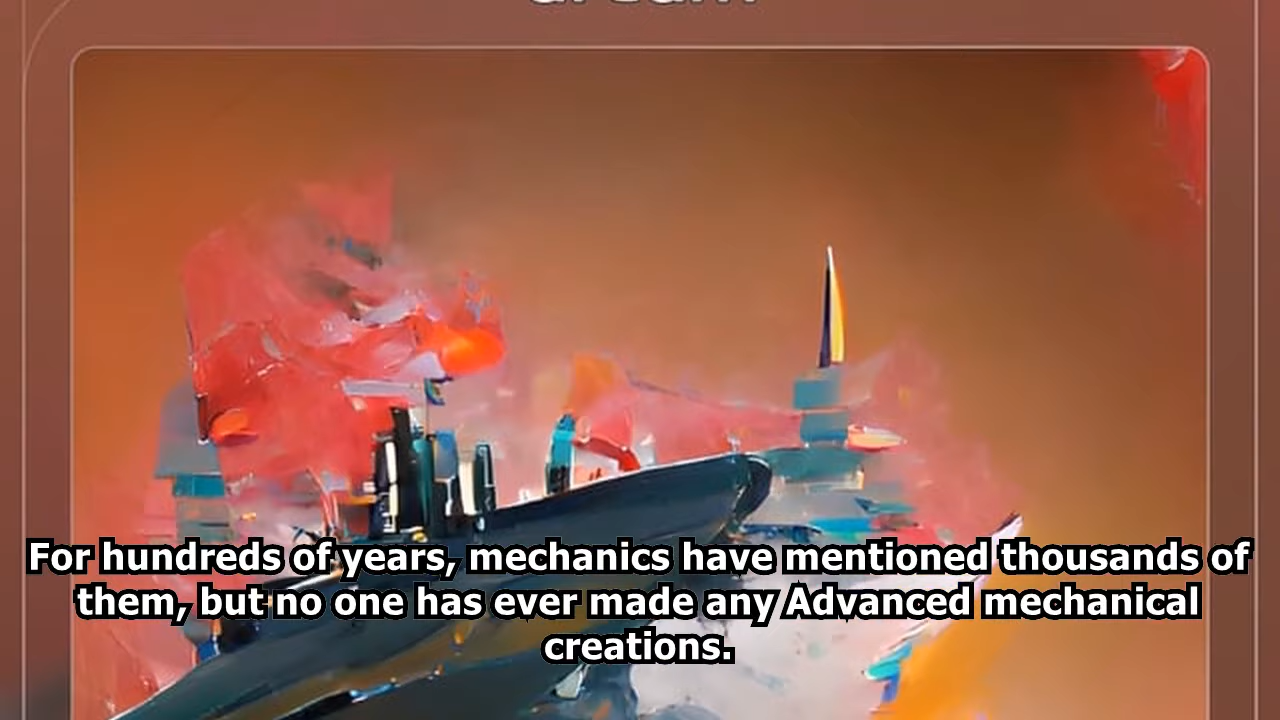 For hundreds of years, mechanics have mentioned thousands of
them, but no one has ever made any Advanced mechanical
creations.